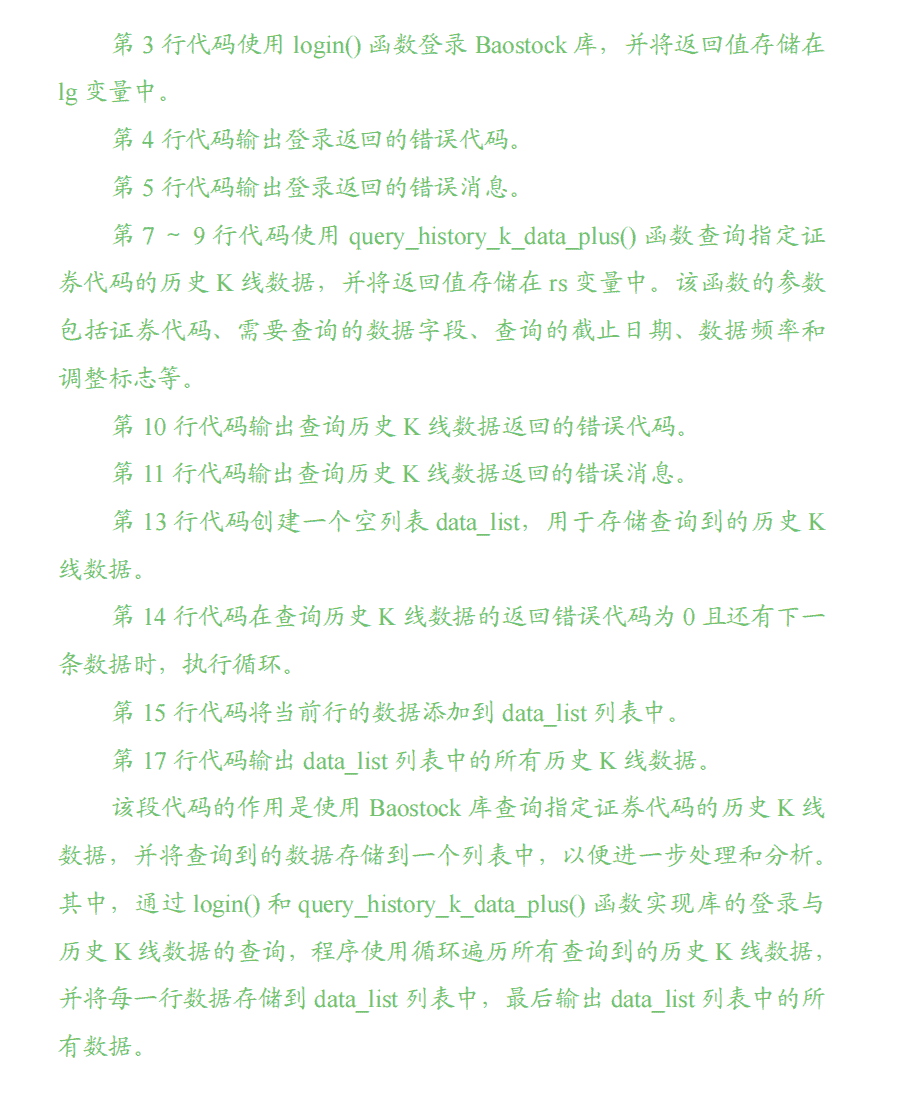 第 3 行代码使用 login() 函数登录 Baostock 库，并将返回值存储在
lg 变量中。
第 4 行代码输出登录返回的错误代码。
第 5 行代码输出登录返回的错误消息。
第 7 ～ 9 行代码使用 query_history_k_data_plus() 函数查询指定证
券代码的历史 K 线数据，并将返回值存储在 rs 变量中。该函数的参数
包括证券代码、需要查询的数据字段、查询的截止日期、数据频率和
调整标志等。
第 10 行代码输出查询历史 K 线数据返回的错误代码。
第 11 行代码输出查询历史 K 线数据返回的错误消息。
第 13 行代码创建一个空列表 data_list，用于存储查询到的历史 K
线数据。
第 14 行代码在查询历史 K 线数据的返回错误代码为 0 且还有下一
条数据时，执行循环。
第 15 行代码将当前行的数据添加到 data_list 列表中。
第 17 行代码输出 data_list 列表中的所有历史 K 线数据。
该段代码的作用是使用 Baostock 库查询指定证券代码的历史 K 线
数据，并将查询到的数据存储到一个列表中，以便进一步处理和分析。
其中，通过 login() 和 query_history_k_data_plus() 函数实现库的登录与
历史 K 线数据的查询，程序使用循环遍历所有查询到的历史 K 线数据，
并将每一行数据存储到 data_list 列表中，最后输出 data_list 列表中的所
有数据。